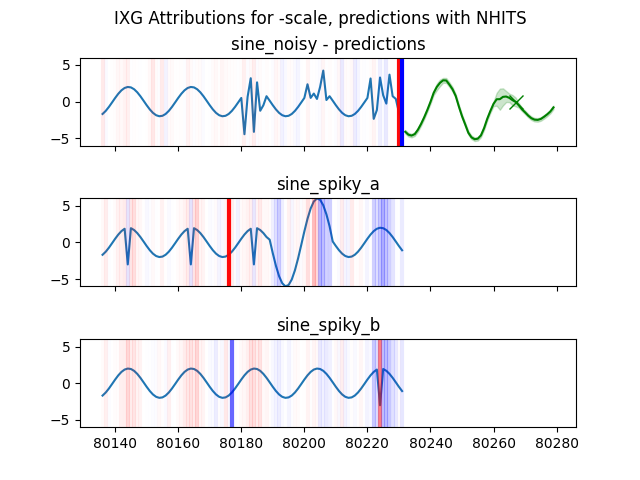 IXG Attributions for -scale, predictions with NHITS
sine_noisy - predictions
5
0
−5
sine_spiky_a
5
0
−5
sine_spiky_b
5
0
−5
80140 80160 80180 80200 80220 80240 80260 80280